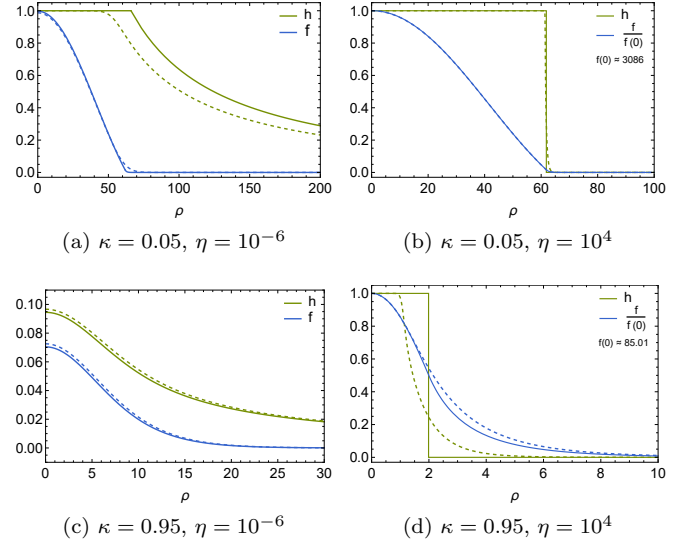 1.0
0.8
0.6
0.4
0.2
0.0
0 50 100 150 200
ρ
h
f
(a) κ = 0.05, η = 10⁻⁶
1.0
0.8
0.6
0.4
0.2
0.0
0 20 40 60 80 100
ρ
h
f
f(0)
f(0) ≈ 3086
(b) κ = 0.05, η = 10⁴
0.10
0.08
0.06
0.04
0.02
0.00
0 5 10 15 20 25 30
ρ
h
f
(c) κ = 0.95, η = 10⁻⁶
1.0
0.8
0.6
0.4
0.2
0.0
0 2 4 6 8 10
ρ
h
f
f(0)
f(0) ≈ 85.01
(d) κ = 0.95, η = 10⁴